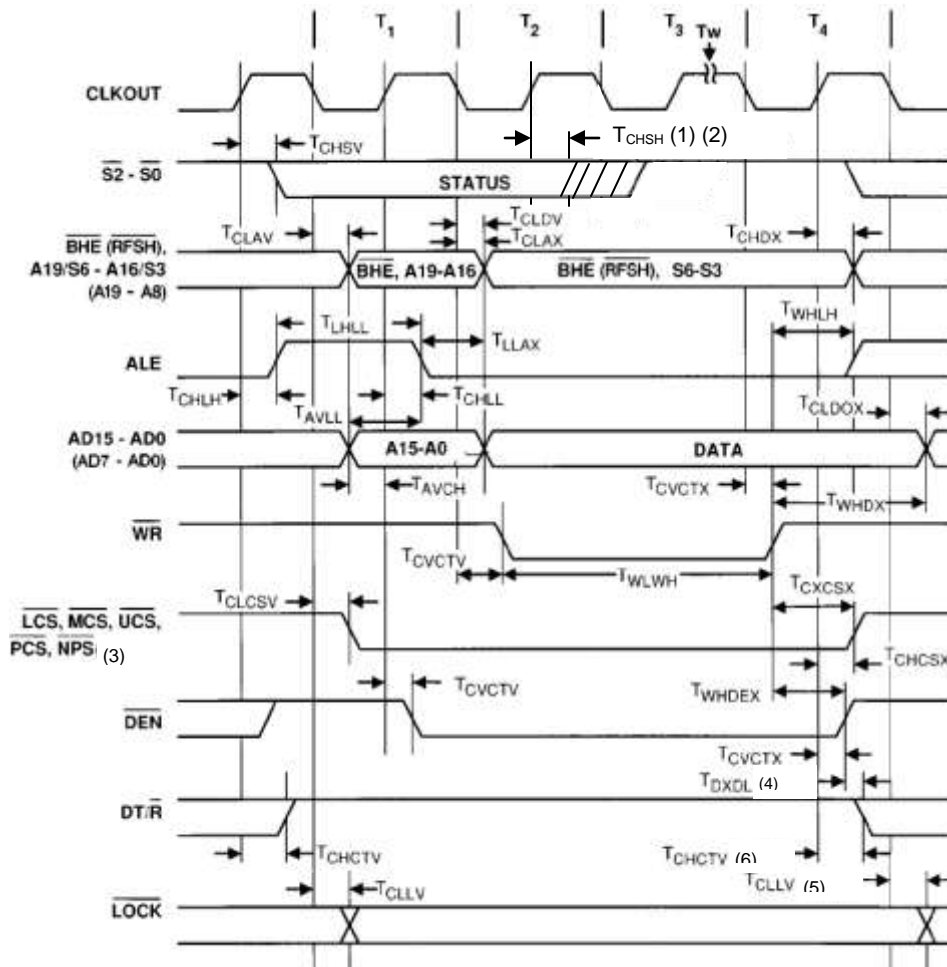 T1 T2 T3 Tw T4
CLKOUT
TCHSH (1) (2)
TCHSV
S2 - S0
STATUS
TCLDV
TCLAV
TCLAX
TCHDX
BHE (RFSH),
A19/S6 - A16/S3
(A19 - A8)
BHE, A19-A16
BHE (RFSH), S6-S3
TWHLH
TLHLL
TLLAX
ALE
TCHLH
TCHLL
TCLDOX
TAVLL
AD15 - AD0
(AD7 - AD0)
A15-A0
DATA
TAVCH
TCVCTX
TWHDX
WR
TCVCTV
TWLWH
TCXCSX
TCLCSV
LCS, MCS, UCS,
PCS, NPS (3)
TCHCSX
TCVCTV
TWHDEX
DEN
TCVCTX
TDXDL (4)
DT/R
TCHCTV
TCHCTV (6)
TCLLV
TCLLV (5)
LOCK